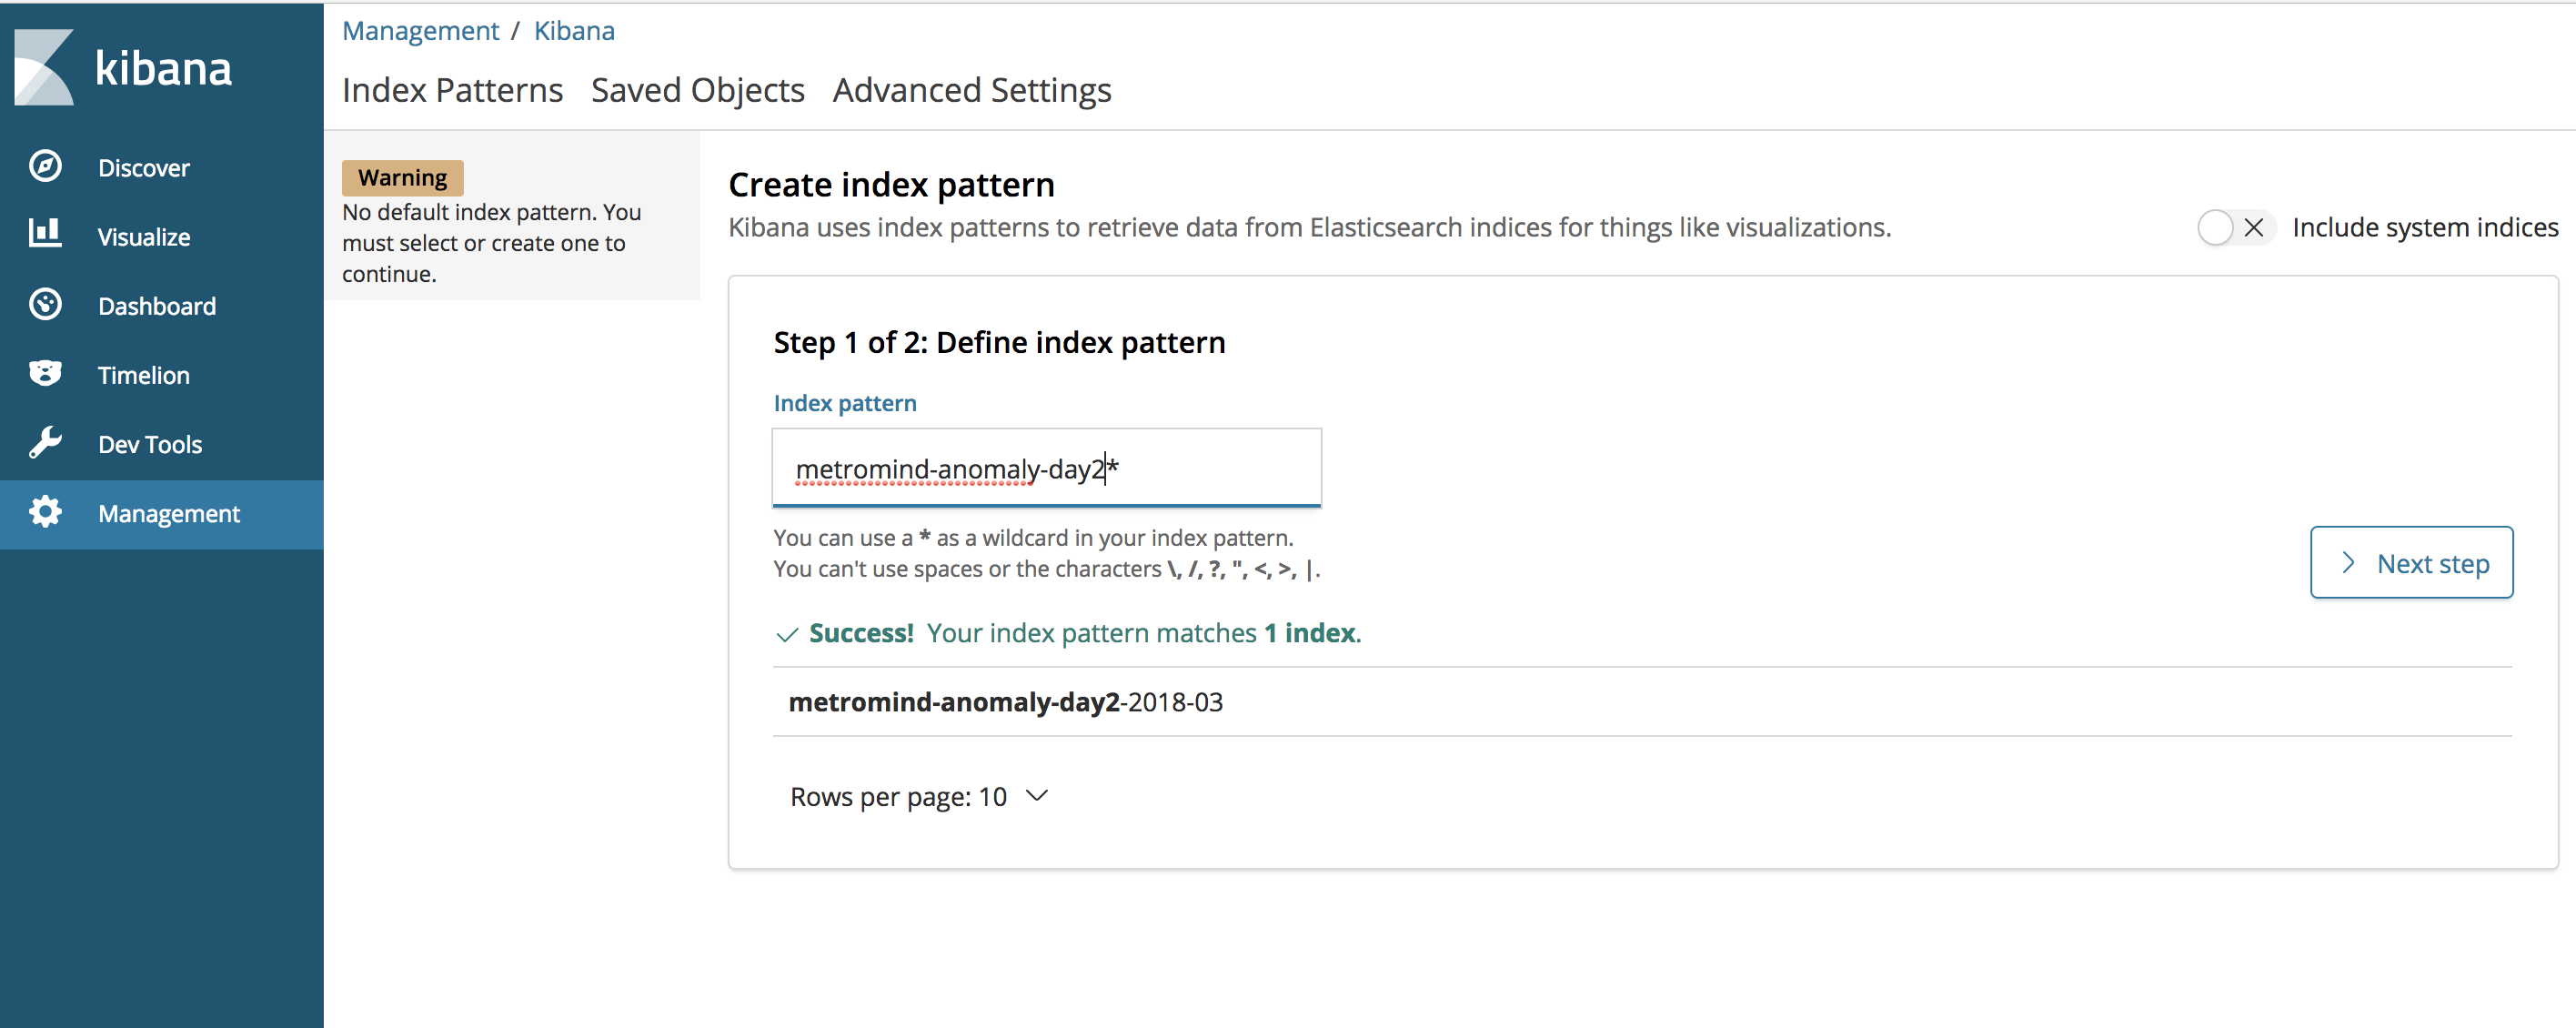 kibana
Discover
Visualize
Dashboard
Timelion
Dev Tools
Management
Management / Kibana
Index Patterns Saved Objects Advanced Settings
Warning
No default index pattern. You
must select or create one to
continue.
Create index pattern
Kibana uses index patterns to retrieve data from Elasticsearch indices for things like visualizations.
Include system indices
Step 1 of 2: Define index pattern
Index pattern
metromind-anomaly-day2*
You can use a * as a wildcard in your index pattern.
You can't use spaces or the characters \, /, ?, ", <, >, |.
Next step
Success! Your index pattern matches 1 index.
metromind-anomaly-day2-2018-03
Rows per page: 10